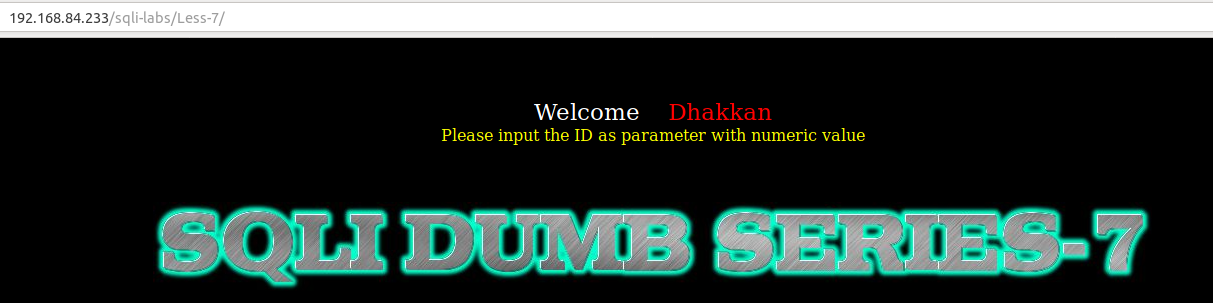 192.168.84.233/sqli-labs/Less-7/
Welcome Dhakkan
Please input the ID as parameter with numeric value
SQLI DUMB SERIES-7